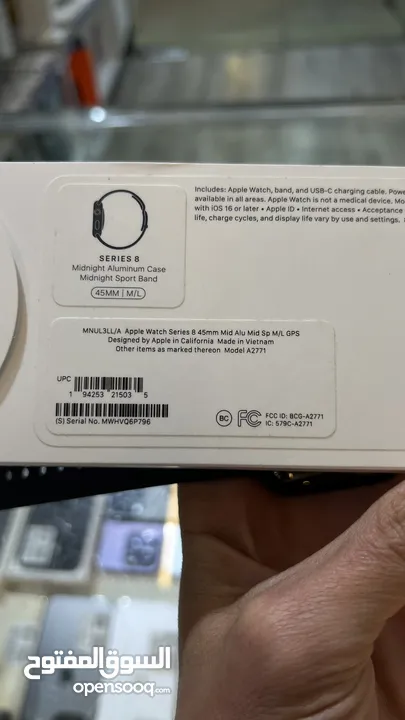 Includes: Apple Watch, band, and USB-C charging cable. Powe
available in all areas. Apple Watch is not a medical device. Mo
with iOS 16 or later • Apple ID • Internet access • Acceptance
life, charge cycles, and display life vary by use and settings.
SERIES 8
Midnight Aluminum Case
Midnight Sport Band
45MM | M/L
MNUL3LL/A Apple Watch Series 8 45mm Mid Alu Mid Sp M/L GPS
Designed by Apple in California Made in Vietnam
Other items as marked thereon Model A2771
UPC
1 94253 21503 5
(S) Serial No. MWHVQ6P796
BC FC FCC ID: BCG-A2771
IC: 579C-A2771
السوق المفتوح
opensooq.com